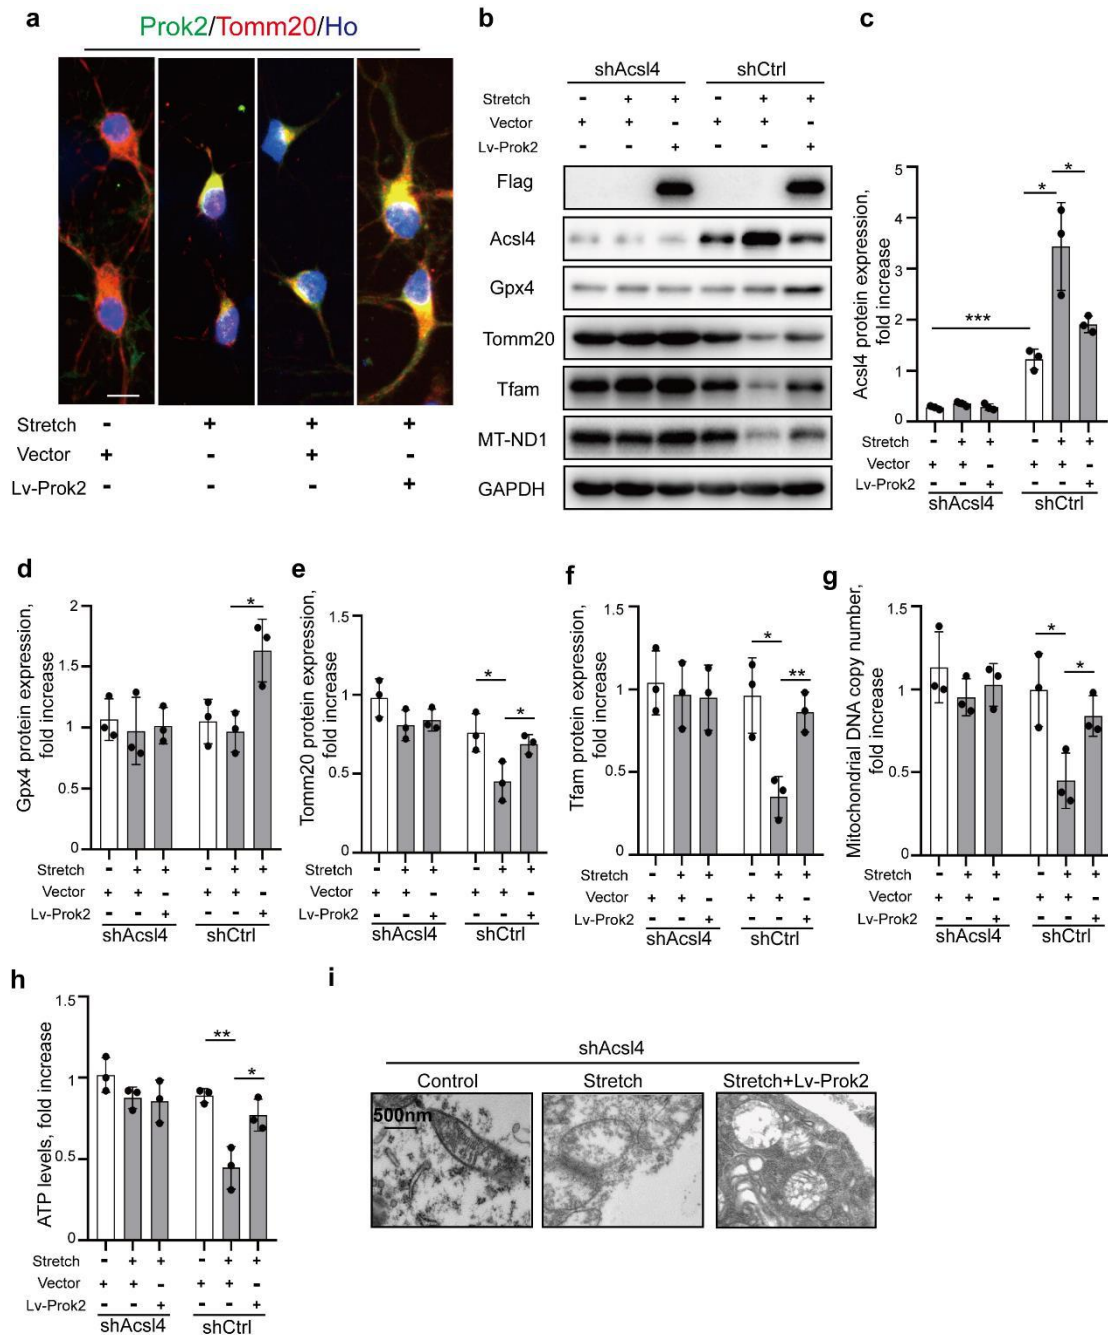 a
Prok2/Tomm20/Ho
Stretch - + + +
Vector + - + -
Lv-Prok2 - - - +
b
shAcsl4 shCtrl
Stretch - + + - + +
Vector + + - + + -
Lv-Prok2 - - + - - +
Flag
Acsl4
Gpx4
Tomm20
Tfam
MT-ND1
GAPDH
c
Acsl4 protein expression,
fold increase
5
4
3
2
1
0
*** * *
Stretch - + + - + +
Vector + + - + + -
Lv-Prok2 - - + - - +
shAcsl4 shCtrl
d
Gpx4 protein expression,
fold increase
2
1.5
1
0.5
0
*
Stretch - + + - + +
Vector + + - + + -
Lv-Prok2 - - + - - +
shAcsl4 shCtrl
e
Tomm20 protein expression,
fold increase
1.5
1
0.5
0
* *
Stretch - + + - + +
Vector + + - + + -
Lv-Prok2 - - + - - +
shAcsl4 shCtrl
f
Tfam protein expression,
fold increase
1.5
1
0.5
0
* **
Stretch - + + - + +
Vector + + - + + -
Lv-Prok2 - - + - - +
shAcsl4 shCtrl
g
Mitochondrial DNA copy number,
fold increase
1.5
1
0.5
0
* *
Stretch - + + - + +
Vector + + - + + -
Lv-Prok2 - - + - - +
shAcsl4 shCtrl
h
ATP levels, fold increase
1.5
1
0.5
0
** *
Stretch - + + - + +
Vector + + - + + -
Lv-Prok2 - - + - - +
shAcsl4 shCtrl
i
shAcsl4
Control Stretch Stretch+Lv-Prok2
500nm